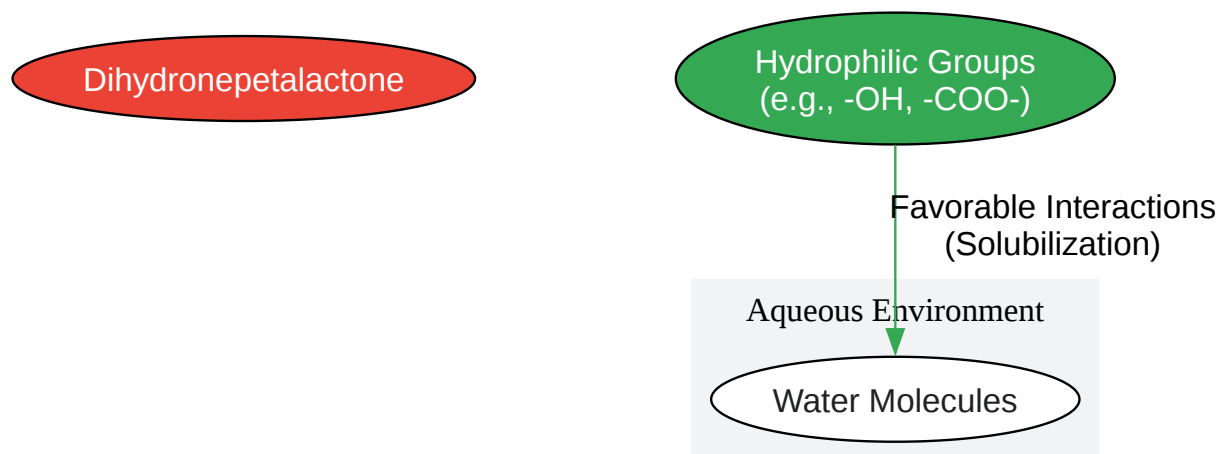 Dihydronepetalactone
Hydrophilic Groups
(e.g., -OH, -COO-)
Favorable Interactions
(Solubilization)
Aqueous Environment
Water Molecules